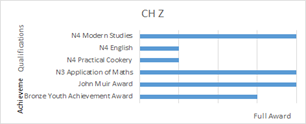 CH Z
Qualifications
N4 Modern Studies
N4 English
N4 Practical Cookery
N3 Application of Maths
Achieveme
John Muir Award
Bronze Youth Achievement Award
Full Award